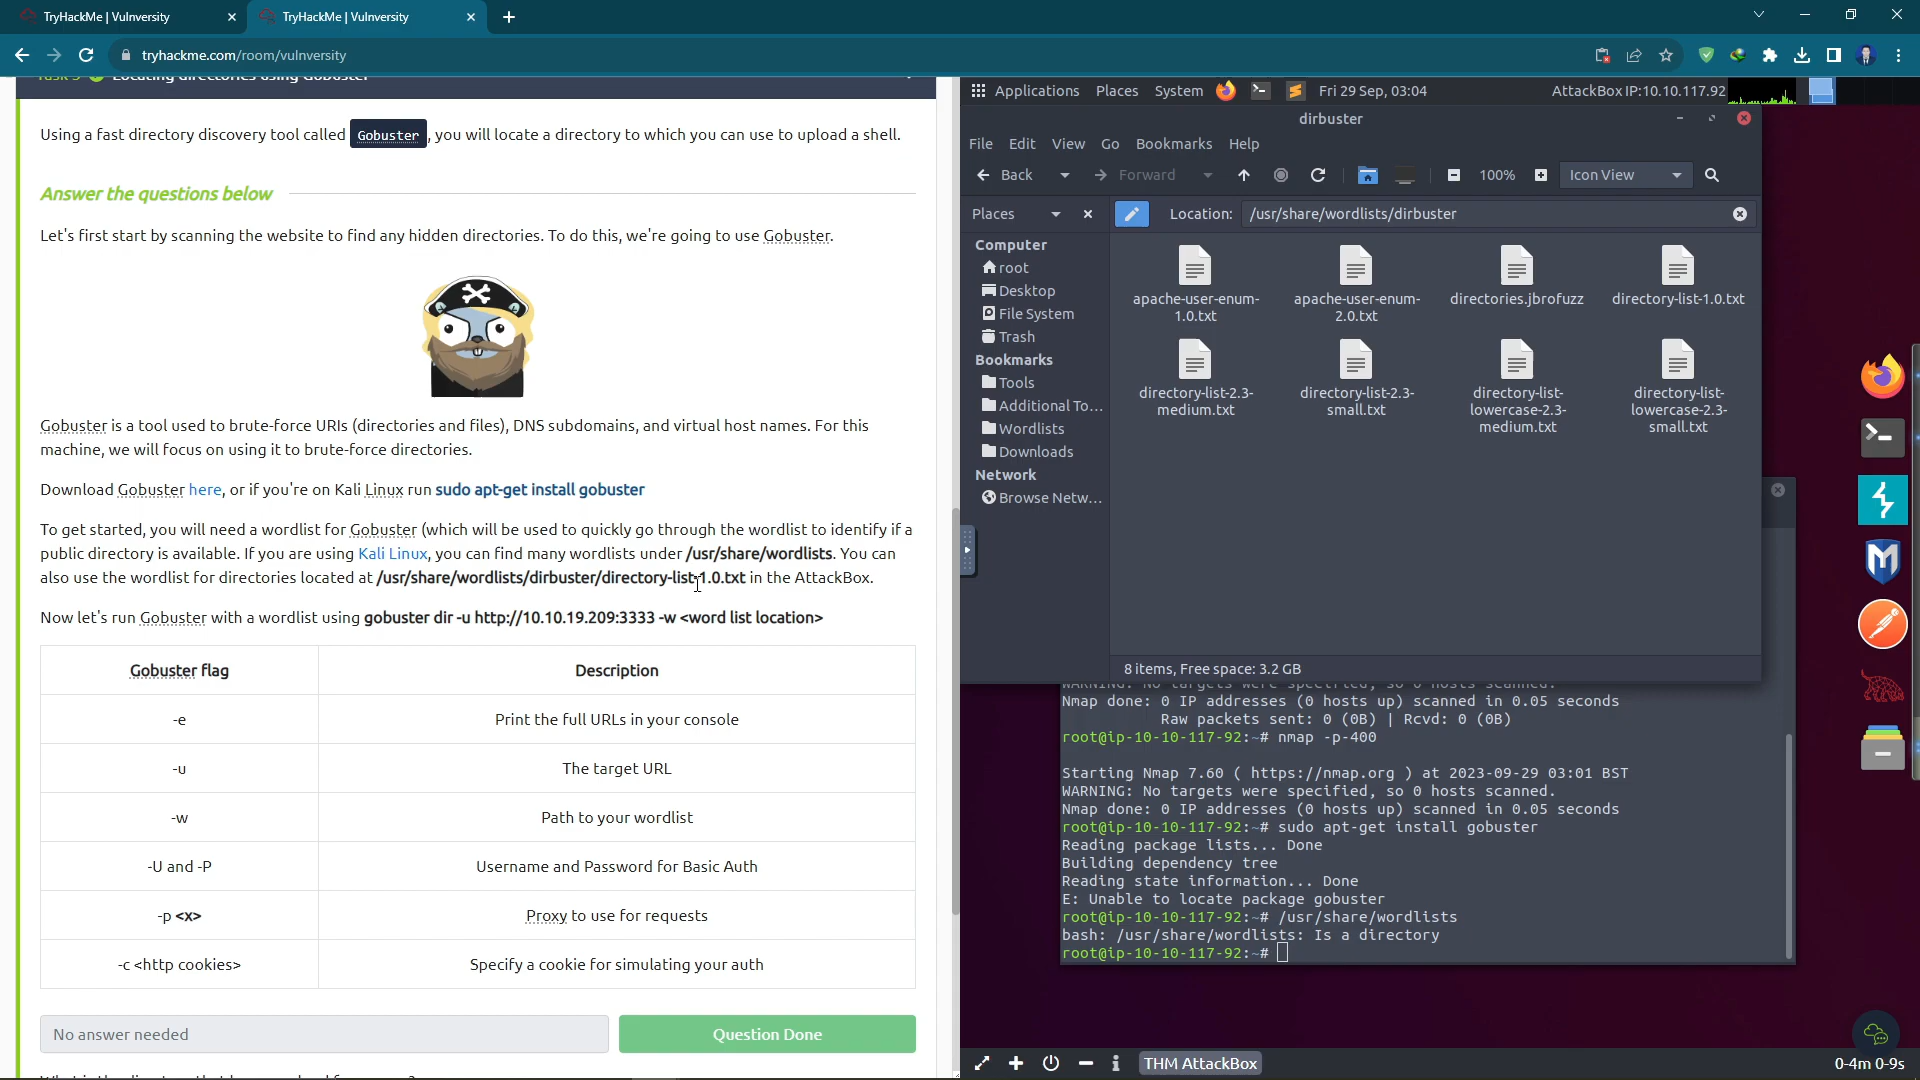 TryHackMe | Vulnversity
TryHackMe | Vulnversity
tryhackme.com/room/vulnversity
Locating directories using Gobuster
Using a fast directory discovery tool called Gobuster, you will locate a directory to which you can use to upload a shell.
Answer the questions below
Let's first start by scanning the website to find any hidden directories. To do this, we're going to use Gobuster.
Gobuster is a tool used to brute-force URIs (directories and files), DNS subdomains, and virtual host names. For this
machine, we will focus on using it to brute-force directories.
Download Gobuster here, or if you're on Kali Linux run sudo apt-get install gobuster
To get started, you will need a wordlist for Gobuster (which will be used to quickly go through the wordlist to identify if a
public directory is available. If you are using Kali Linux, you can find many wordlists under /usr/share/wordlists. You can
also use the wordlist for directories located at /usr/share/wordlists/dirbuster/directory-list-1.0.txt in the AttackBox.
Now let's run Gobuster with a wordlist using gobuster dir -u http://10.10.19.209:3333 -w <word list location>
Gobuster flag Description
-e Print the full URLs in your console
-u The target URL
-w Path to your wordlist
-U and -P Username and Password for Basic Auth
-p <x> Proxy to use for requests
-c <http cookies> Specify a cookie for simulating your auth
No answer needed Question Done
Applications Places System Fri 29 Sep, 03:04 AttackBox IP:10.10.117.92
dirbuster
File Edit View Go Bookmarks Help
Back Forward 100% Icon View
Places Location: /usr/share/wordlists/dirbuster
Computer
root
Desktop
File System
Trash
Bookmarks
Tools
Additional To...
Wordlists
Downloads
Network
Browse Netw...
apache-user-enum-
1.0.txt
apache-user-enum-
2.0.txt
directories.jbrofuzz
directory-list-1.0.txt
directory-list-2.3-
medium.txt
directory-list-2.3-
small.txt
directory-list-
lowercase-2.3-
medium.txt
directory-list-
lowercase-2.3-
small.txt
8 items, Free space: 3.2 GB
WARNING: No targets were specified, so 0 hosts scanned.
Nmap done: 0 IP addresses (0 hosts up) scanned in 0.05 seconds
Raw packets sent: 0 (0B) | Rcvd: 0 (0B)
root@ip-10-10-117-92:~# nmap -p-400
Starting Nmap 7.60 ( https://nmap.org ) at 2023-09-29 03:01 BST
WARNING: No targets were specified, so 0 hosts scanned.
Nmap done: 0 IP addresses (0 hosts up) scanned in 0.05 seconds
root@ip-10-10-117-92:~# sudo apt-get install gobuster
Reading package lists... Done
Building dependency tree
Reading state information... Done
E: Unable to locate package gobuster
root@ip-10-10-117-92:~# /usr/share/wordlists
bash: /usr/share/wordlists: Is a directory
root@ip-10-10-117-92:~#
THM AttackBox
0-4m 0-9s